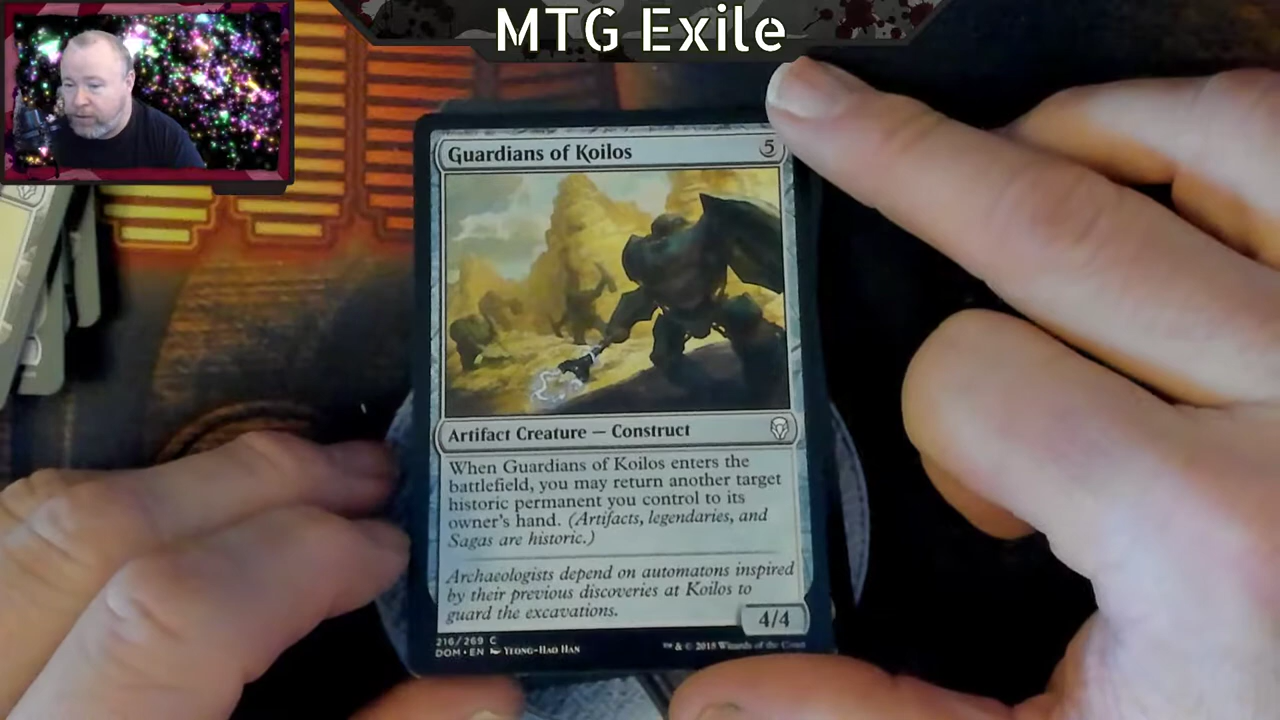 MTG Exile
Guardians of Koilos 5
Artifact Creature — Construct
When Guardians of Koilos enters the
battlefield, you may return another target
historic permanent you control to its
owner's hand. (Artifacts, legendaries, and
Sagas are historic.)
Archaeologists depend on automatons inspired
by their previous discoveries at Koilos to
guard the excavations.
4/4
216/269 C
DOM • EN Yeong-Hao Han
™ & © 2018 Wizards of the Coast